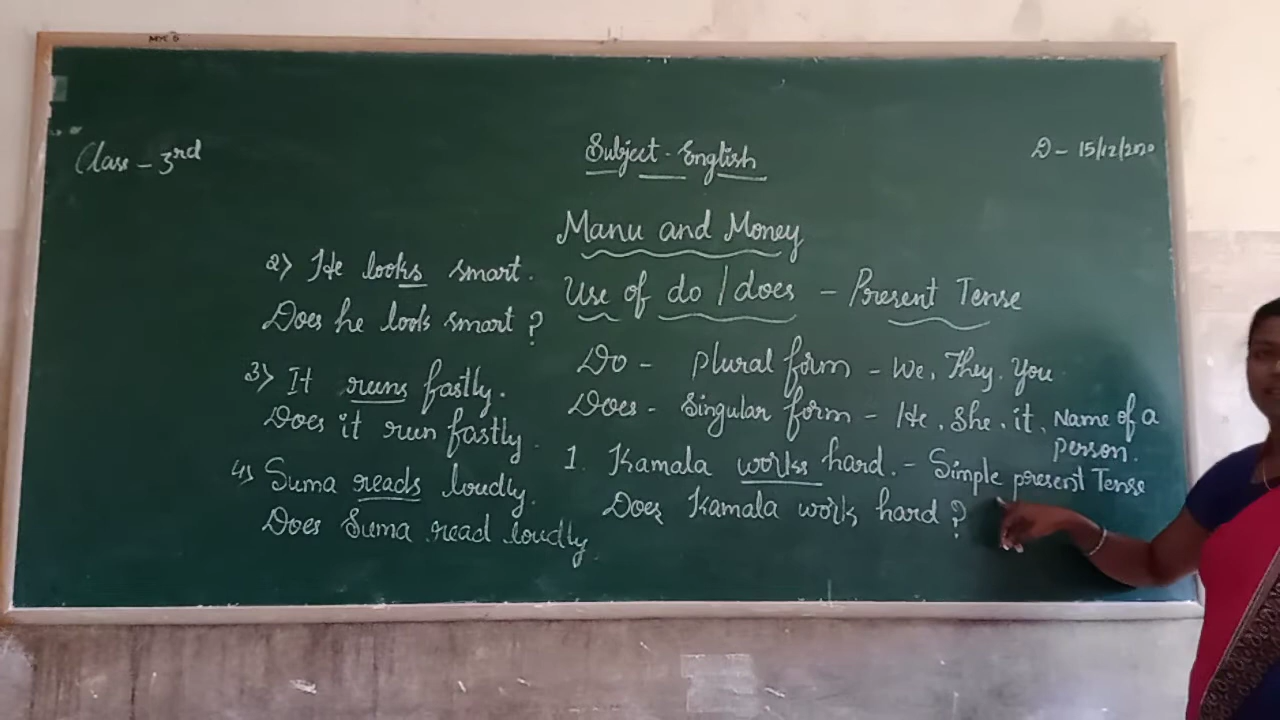 Class - 3rd
Subject - English
D - 15/12/2020
Manu and Money
Use of do / does - Present Tense
Do - plural form - We, They, You
Does - Singular form - He, She, it, Name of a person.
1. Kamala works hard. - Simple present Tense
Does Kamala work hard ?
2) He looks smart.
Does he look smart ?
3) It runs fastly.
Does it run fastly.
4) Suma reads loudly.
Does Suma read loudly